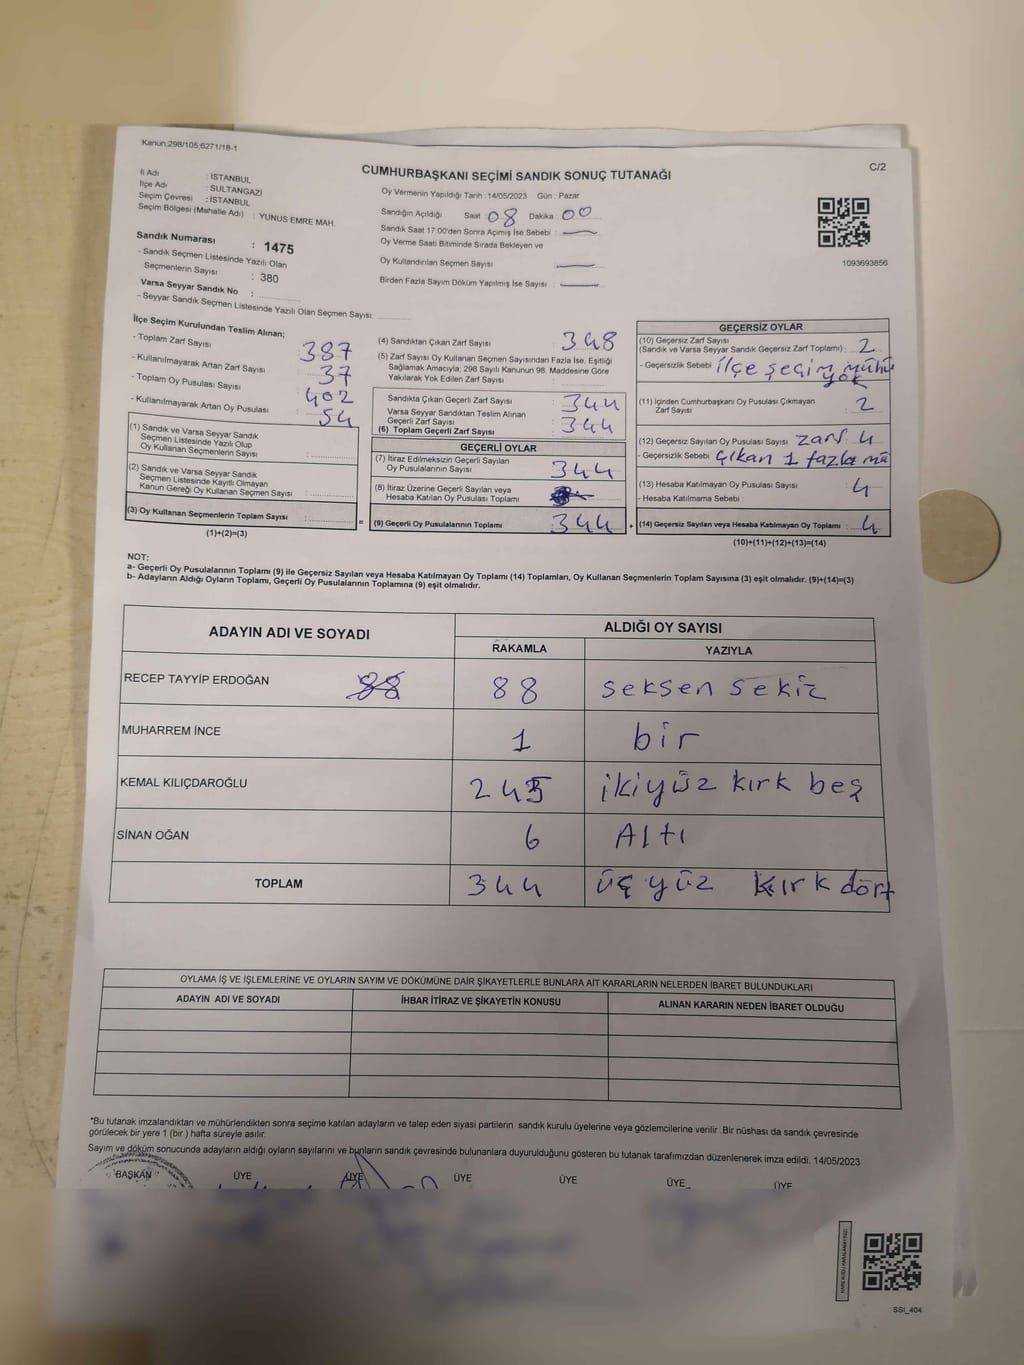 Kanun;298/105;6271/18-1
C/2
CUMHURBAŞKANI SEÇİMİ SANDIK SONUÇ TUTANAĞI
İl Adı : İSTANBUL
İlçe Adı : SULTANGAZİ
Seçim Çevresi : İSTANBUL
Seçim Bölgesi (Mahalle Adı) : YUNUS EMRE MAH.
Sandık Numarası : 1475
- Sandık Seçmen Listesinde Yazılı Olan
Seçmenlerin Sayısı : 380
Varsa Seyyar Sandık No :
- Seyyar Sandık Seçmen Listesinde Yazılı Olan Seçmen Sayısı:
Oy Vermenin Yapıldığı Tarih : 14/05/2023 Gün : Pazar
Sandığın Açıldığı Saat : 08 Dakika : 00
Sandık Saat 17:00'den Sonra Açımış İse Sebebi :
Oy Verme Saati Bitiminde Sırada Bekleyen ve
Oy Kullandırılan Seçmen Sayısı
Birden Fazla Sayım Döküm Yapılmış İse Sayısı :
1093693856
İlçe Seçim Kurulundan Teslim Alınan;
- Toplam Zarf Sayısı : 387
- Kullanılmayarak Artan Zarf Sayısı : 37
- Toplam Oy Pusulası Sayısı : 402
- Kullanılmayarak Artan Oy Pusulası : 54
(1) Sandık ve Varsa Seyyar Sandık
Seçmen Listesinde Yazılı Olup
Oy Kullanan Seçmenlerin Sayısı :
(2) Sandık ve Varsa Seyyar Sandık
Seçmen Listesinde Kayıtlı Olmayan
Kanun Gereği Oy Kullanan Seçmen Sayısı :
(3) Oy Kullanan Seçmenlerin Toplam Sayısı :
(1)+(2)=(3)
(4) Sandıktan Çıkan Zarf Sayısı : 348
(5) Zarf Sayısı Oy Kullanan Seçmen Sayısından Fazla İse, Eşitliği
Sağlamak Amacıyla; 298 Sayılı Kanunun 98. Maddesine Göre
Yakılarak Yok Edilen Zarf Sayısı :
Sandıkta Çıkan Geçerli Zarf Sayısı : 344
Varsa Seyyar Sandıktan Teslim Alınan
Geçerli Zarf Sayısı : 344
(6) Toplam Geçerli Zarf Sayısı :
GEÇERLİ OYLAR
(7) İtiraz Edilmeksizin Geçerli Sayılan
Oy Pusulalarının Sayısı : 344
(8) İtiraz Üzerine Geçerli Sayılan veya
Hesaba Katılan Oy Pusulası Toplamı
= (9) Geçerli Oy Pusulalarının Toplamı : 344 +
GEÇERSİZ OYLAR
(10) Geçersiz Zarf Sayısı
(Sandık ve Varsa Seyyar Sandık Geçersiz Zarf Toplamı) : 2
- Geçersizlik Sebebi : ilçe seçim mühü
yok
(11) İçinden Cumhurbaşkanı Oy Pusulası Çıkmayan
Zarf Sayısı : 2
(12) Geçersiz Sayılan Oy Pusulası Sayısı : zarf 4
- Geçersizlik Sebebi : Çıkan 1 fazla mü
(13) Hesaba Katılmayan Oy Pusulası Sayısı : 4
- Hesaba Katılmama Sebebi :
(14) Geçersiz Sayılan veya Hesaba Katılmayan Oy Toplamı : 4
(10)+(11)+(12)+(13)=(14)
NOT:
a- Geçerli Oy Pusulalarının Toplamı (9) ile Geçersiz Sayılan veya Hesaba Katılmayan Oy Toplamı (14) Toplamları, Oy Kullanan Seçmenlerin Toplam Sayısına (3) eşit olmalıdır. (9)+(14)=(3)
b- Adayların Aldığı Oyların Toplamı, Geçerli Oy Pusulalarının Toplamına (9) eşit olmalıdır.
ADAYIN ADI VE SOYADI ALDIĞI OY SAYISI
RAKAMLA YAZIYLA
RECEP TAYYİP ERDOĞAN 88 88 seksen sekiz
MUHARREM İNCE 1 bir
KEMAL KILIÇDAROĞLU 245 ikiyüz kırk beş
SİNAN OĞAN 6 Altı
TOPLAM 344 üç yüz kırk dört
OYLAMA İŞ VE İŞLEMLERİNE VE OYLARIN SAYIM VE DÖKÜMÜNE DAİR ŞİKAYETLERLE BUNLARA AİT KARARLARIN NELERDEN İBARET BULUNDUKLARI
ADAYIN ADI VE SOYADI İHBAR İTİRAZ VE ŞİKAYETİN KONUSU ALINAN KARARIN NEDEN İBARET OLDUĞU
*Bu tutanak imzalandıktan ve mühürlendikten sonra seçime katılan adayların ve talep eden siyasi partilerin sandık kurulu üyelerine veya gözlemcilerine verilir .Bir nüshası da sandık çevresinde
görülecek bir yere 1 (bir ) hafta süreyle asılır.
Sayım ve döküm sonucunda adayların aldığı oyların sayılarını ve bunların sandık çevresinde bulunanlara duyurulduğunu gösteren bu tutanak tarafımızdan düzenlenerek imza edildi. 14/05/2023
BAŞKAN ÜYE ÜYE ÜYE ÜYE ÜYE ÜYE
SSI_404